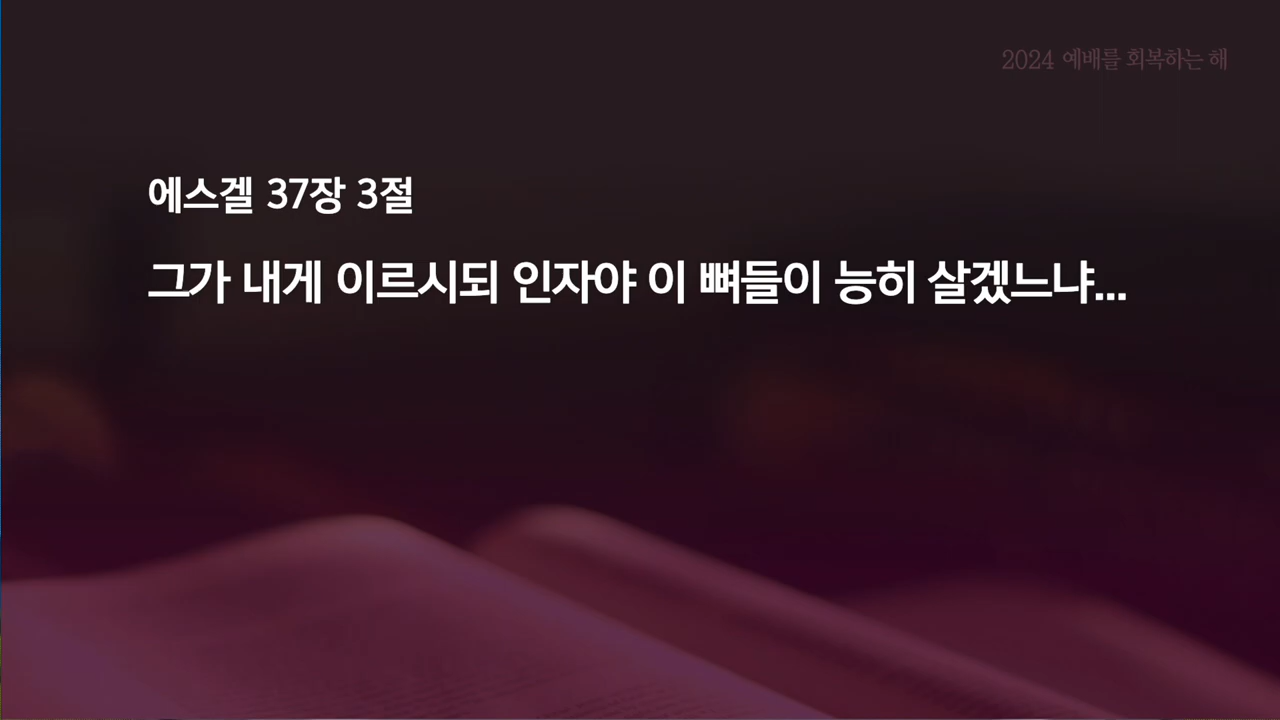 2024 예배를 회복하는 해
에스겔 37장 3절
그가 내게 이르시되 인자야 이 뼈들이 능히 살겠느냐...